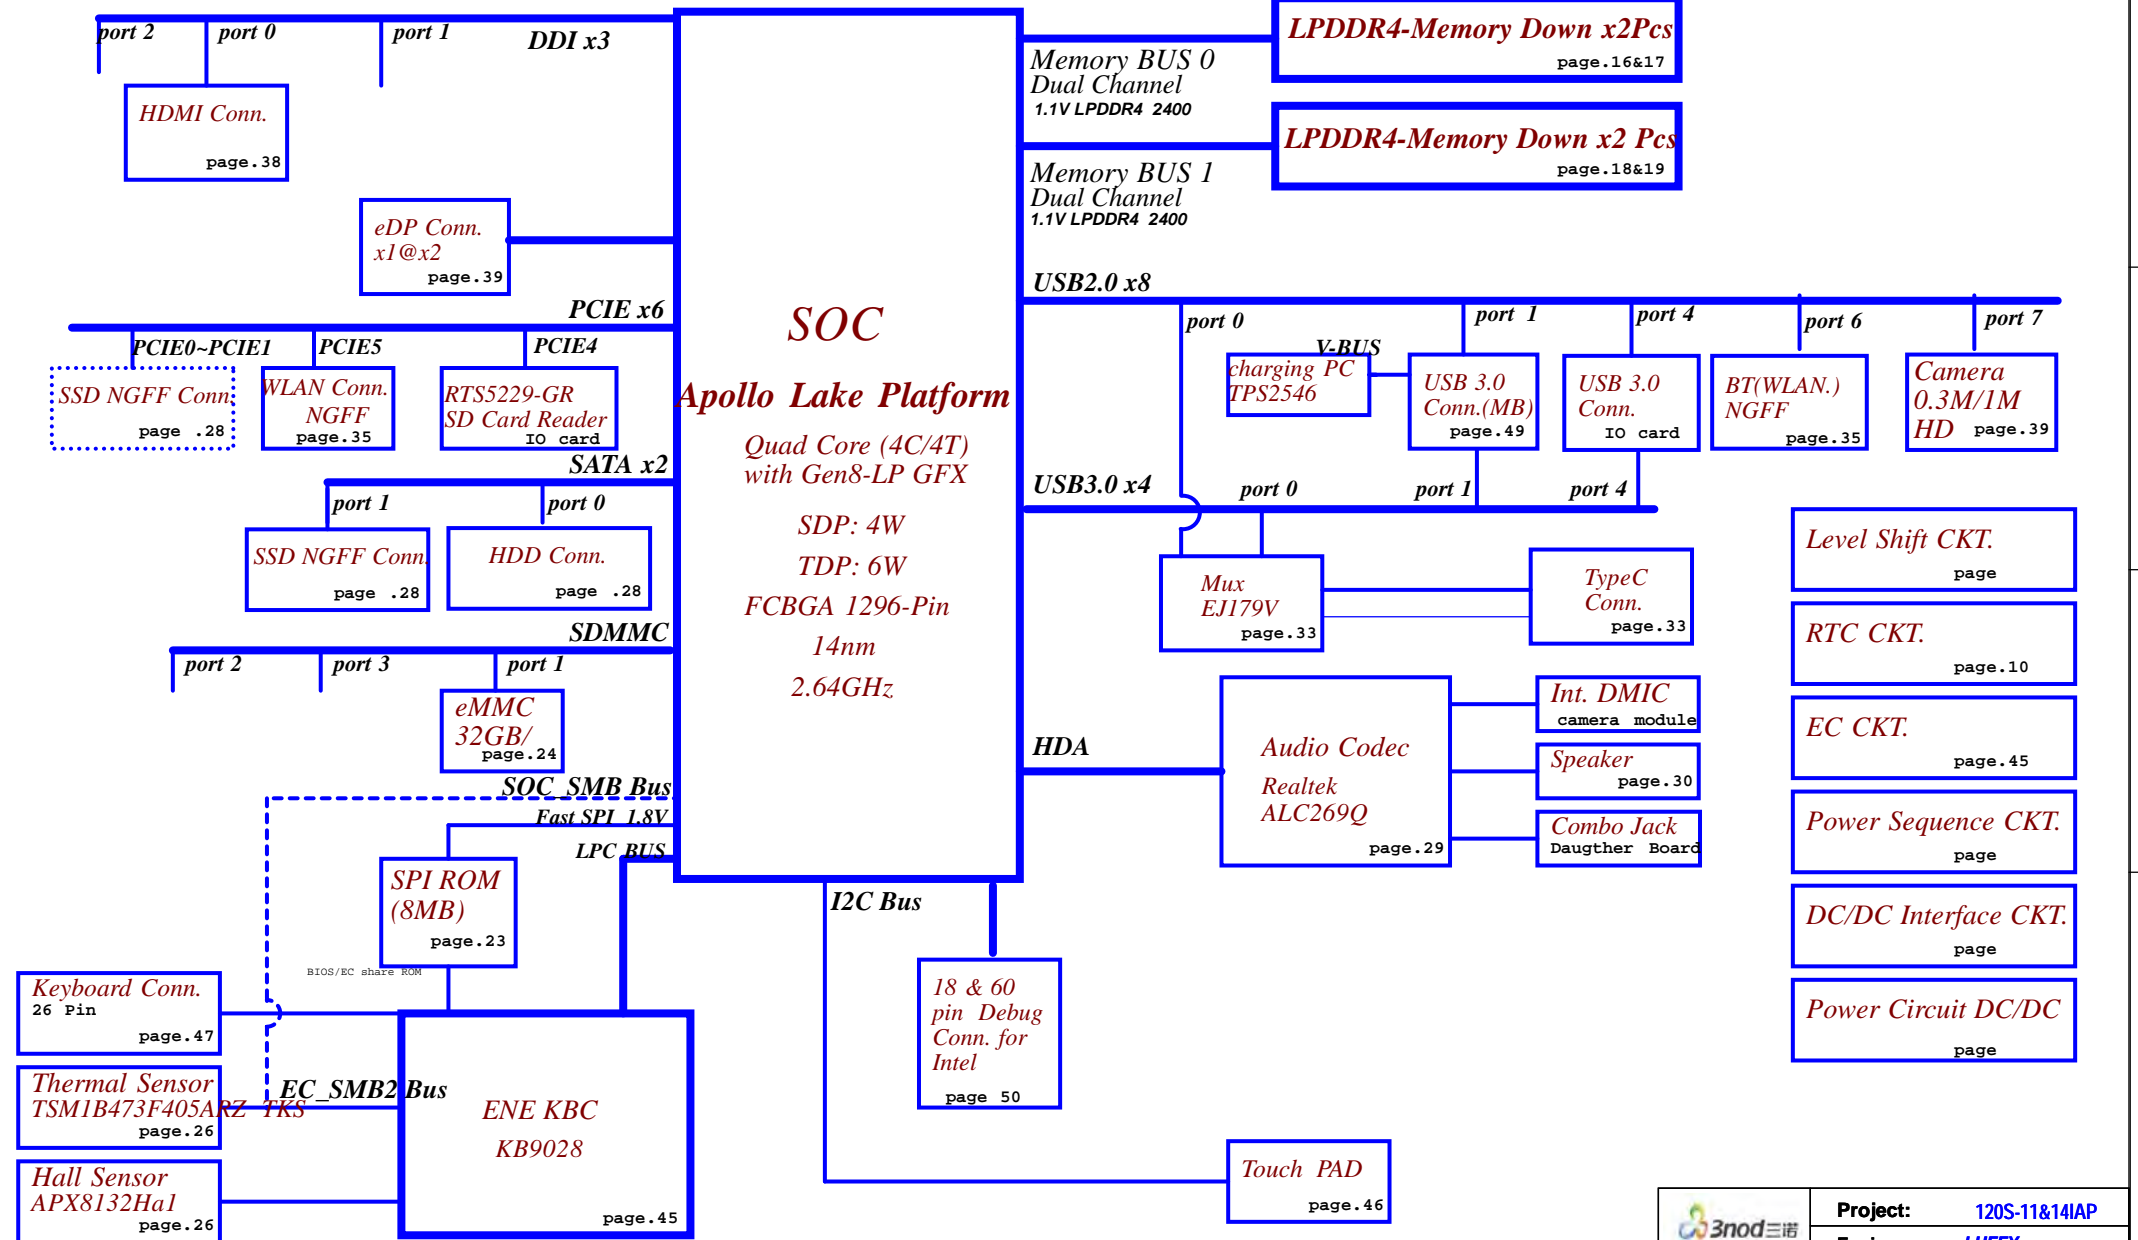 port 2
port 0
port 1
DDI x3
HDMI Conn.
page.38
eDP Conn.
x1@x2
page.39
PCIE x6
PCIE0~PCIE1
PCIE5
PCIE4
SSD NGFF Conn.
page .28
WLAN Conn.
NGFF
page.35
RTS5229-GR
SD Card Reader
IO card
SATA x2
port 1
port 0
SSD NGFF Conn.
page .28
HDD Conn.
page .28
SDMMC
port 2
port 3
port 1
eMMC
32GB/
page.24
SOC_SMB Bus
Fast SPI 1.8V
LPC BUS
SPI ROM
(8MB)
page.23
BIOS/EC share ROM
Keyboard Conn.
26 Pin
page.47
Thermal Sensor
TSM1B473F405ARZ TKS
page.26
EC_SMB2 Bus
Hall Sensor
APX8132Ha1
page.26
ENE KBC
KB9028
page.45
SOC
Apollo Lake Platform
Quad Core (4C/4T)
with Gen8-LP GFX
SDP: 4W
TDP: 6W
FCBGA 1296-Pin
14nm
2.64GHz
I2C Bus
18 & 60
pin Debug
Conn. for
Intel
page 50
Touch PAD
page.46
Memory BUS 0
Dual Channel
1.1V LPDDR4 2400
LPDDR4-Memory Down x2Pcs
page.16&17
Memory BUS 1
Dual Channel
1.1V LPDDR4 2400
LPDDR4-Memory Down x2 Pcs
page.18&19
USB2.0 x8
port 0
port 1
port 4
port 6
port 7
V-BUS
charging PC
TPS2546
USB 3.0
Conn.(MB)
page.49
USB 3.0
Conn.
IO card
BT(WLAN.)
NGFF
page.35
Camera
0.3M/1M
HD page.39
USB3.0 x4
port 0
port 1
port 4
Mux
EJ179V
page.33
TypeC
Conn.
page.33
HDA
Audio Codec
Realtek
ALC269Q
page.29
Int. DMIC
camera module
Speaker
page.30
Combo Jack
Daugther Board
Level Shift CKT.
page
RTC CKT.
page.10
EC CKT.
page.45
Power Sequence CKT.
page
DC/DC Interface CKT.
page
Power Circuit DC/DC
page
3nod三诺
Project: 120S-11&14IAP